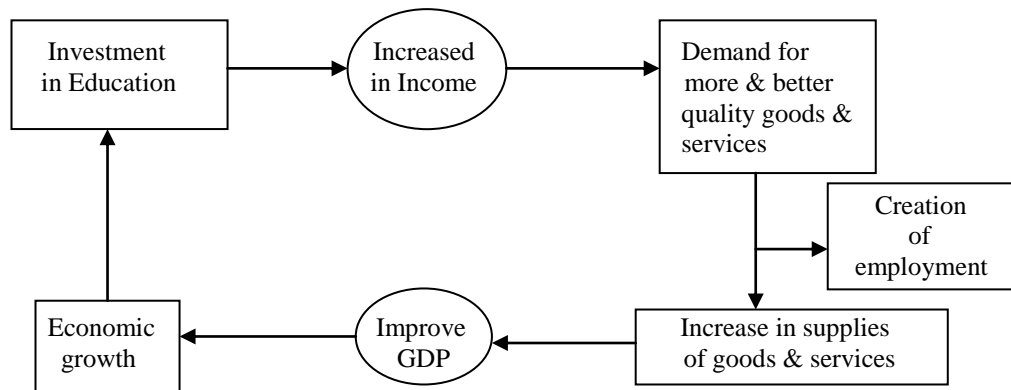 Investment
in Education
Increased
in Income
Demand for
more & better
quality goods &
services
Creation
of
employment
Economic
growth
Improve
GDP
Increase in supplies
of goods & services